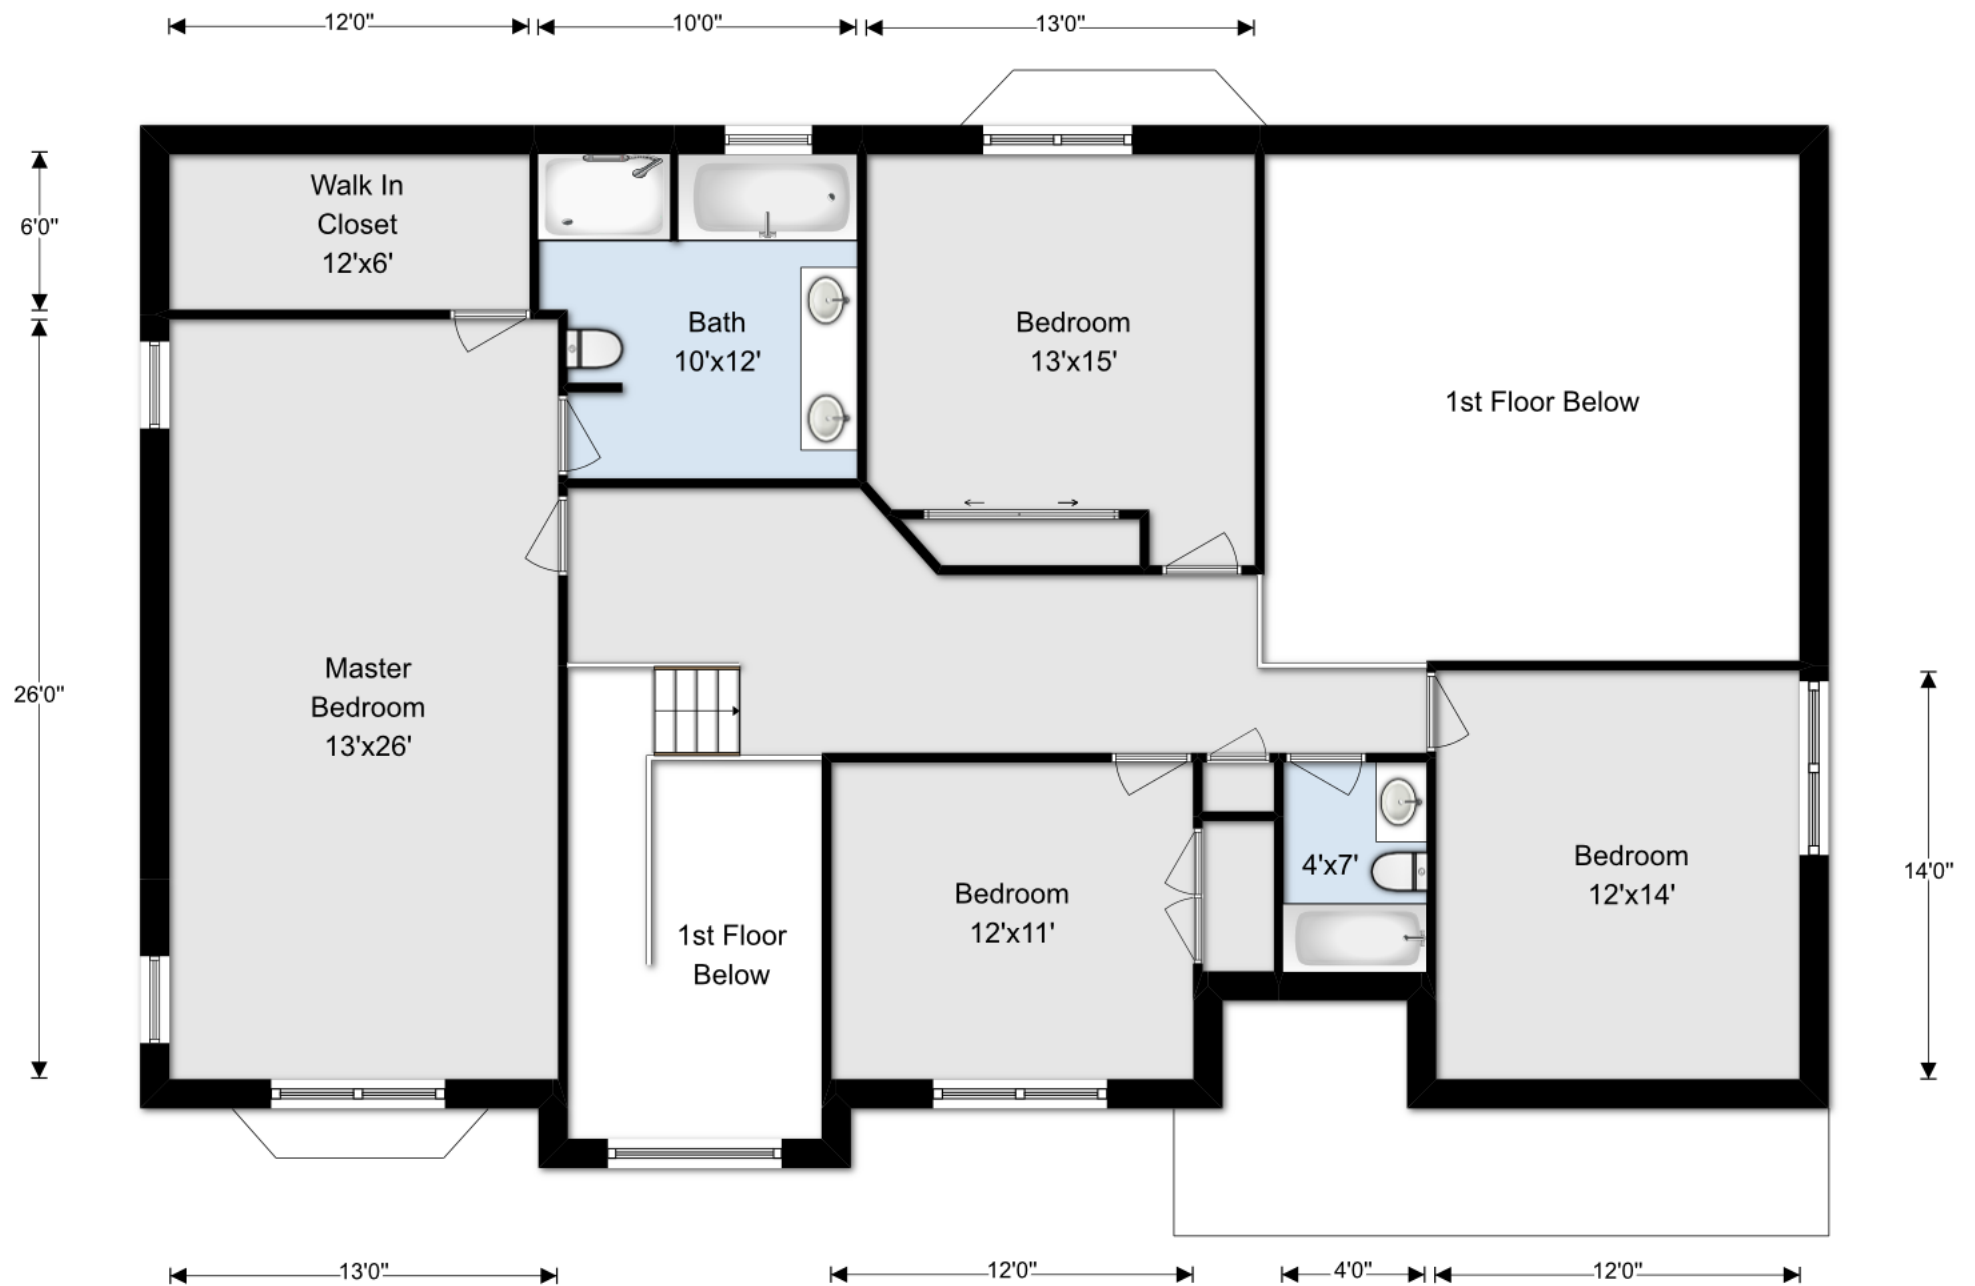 12'0"
10'0"
13'0"
Walk In
Closet
12'x6'
6'0"
Bath
10'x12'
Bedroom
13'x15'
1st Floor Below
Master
Bedroom
13'x26'
26'0"
1st Floor
Below
Bedroom
12'x11'
4'x7'
Bedroom
12'x14'
14'0"
13'0"
12'0"
4'0"
12'0"